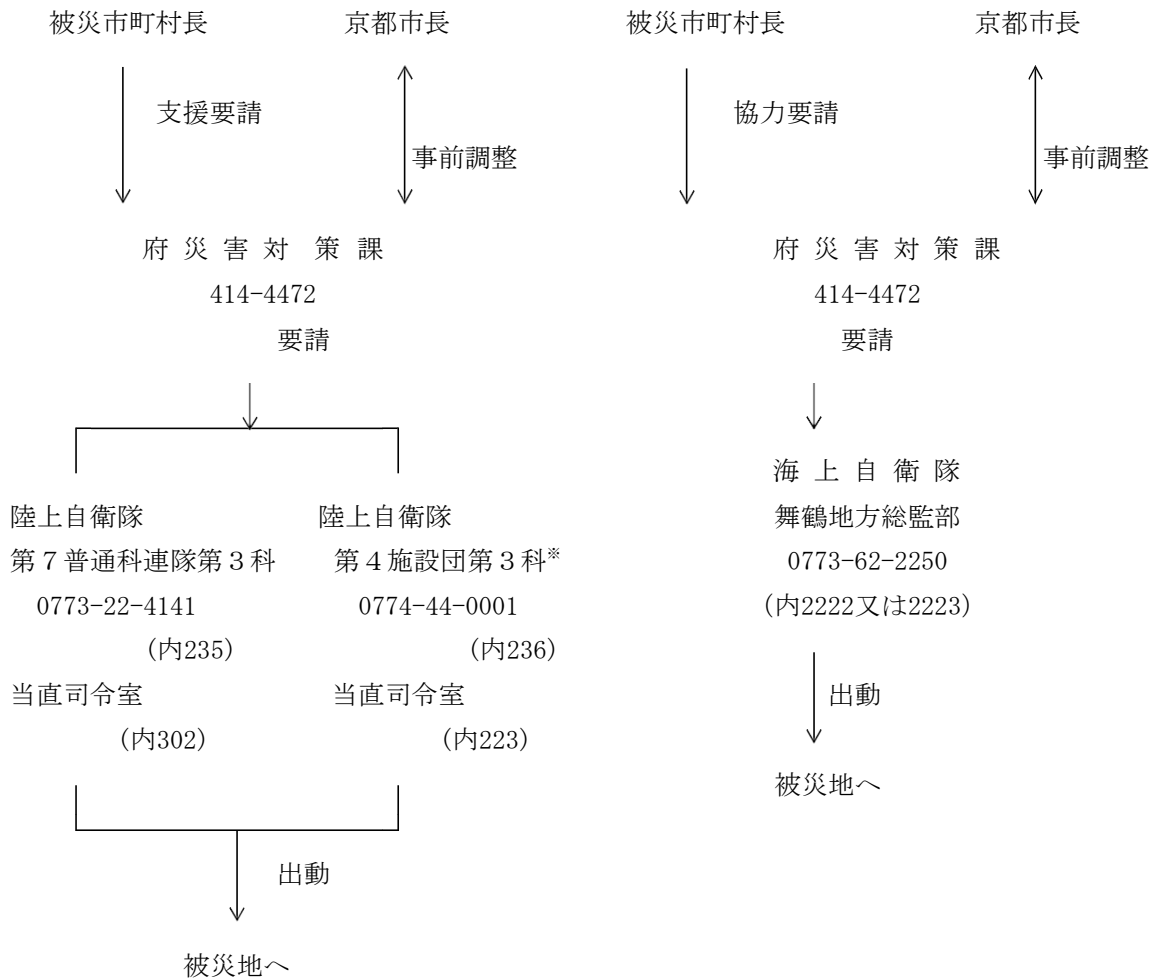 被災市町村長
京都市長
支援要請
事前調整
府 災 害 対 策 課
414-4472
要請
陸上自衛隊
第7普通科連隊第3科
0773-22-4141
(内235)
当直司令室
(内302)
陸上自衛隊
第4施設団第3科※
0774-44-0001
(内236)
当直司令室
(内223)
出動
被災地へ
被災市町村長
京都市長
協力要請
事前調整
府 災 害 対 策 課
414-4472
要請
海 上 自 衛 隊
舞鶴地方総監部
0773-62-2250
(内2222又は2223)
出動
被災地へ